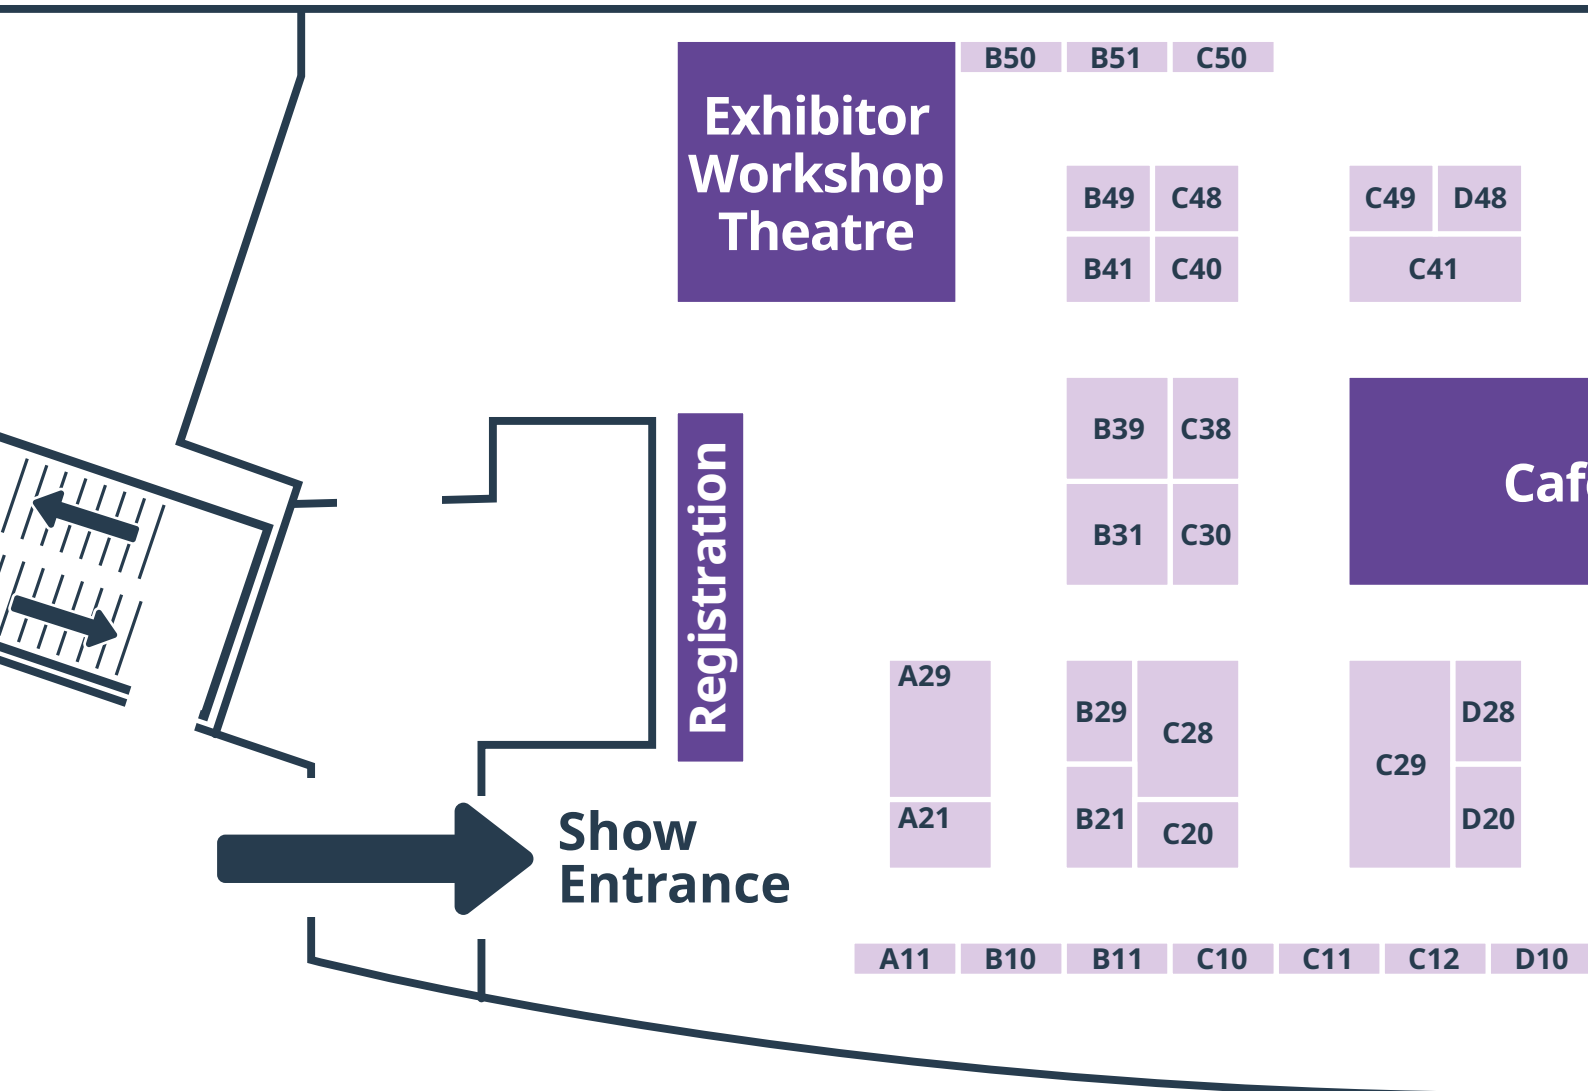 B50 B51 C50
Exhibitor
Workshop
Theatre
B49 C48 C49 D48
B41 C40 C41
B39 C38
Registration
B31 C30
A29
B29 C28 C29 D28
A21
B21 C20 D20
Show
Entrance
A11 B10 B11 C10 C11 C12 D10